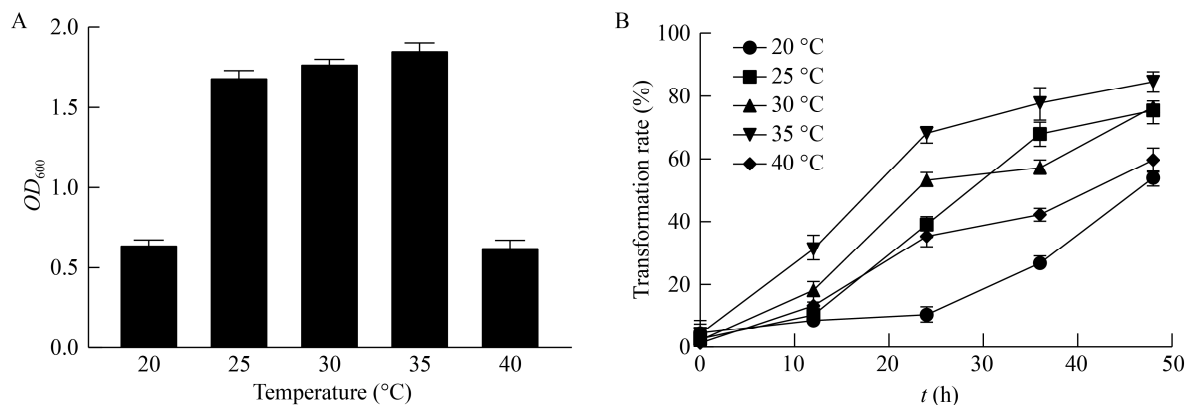 A
2.0
1.5
1.0
0.5
0.0
OD600
20 25 30 35 40
Temperature (°C)
B
100
80
60
40
20
0
Transformation rate (%)
20 °C
25 °C
30 °C
35 °C
40 °C
0 10 20 30 40 50
t (h)